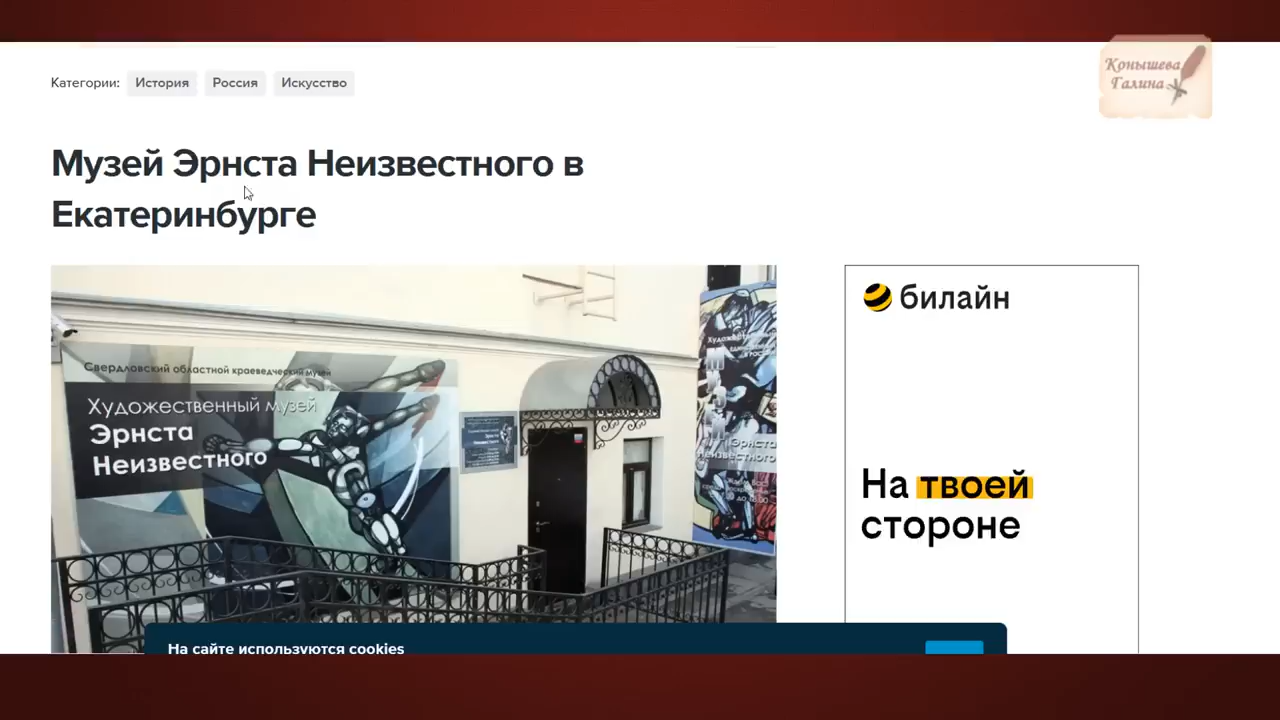 Конышева
Галина
Категории: История Россия Искусство
Музей Эрнста Неизвестного в
Екатеринбурге
Свердловский областной краеведческий музей
Художественный музей
Эрнста
Неизвестного
Эрнста
Неизвестного
билайн
На твоей
стороне
На сайте используются cookies